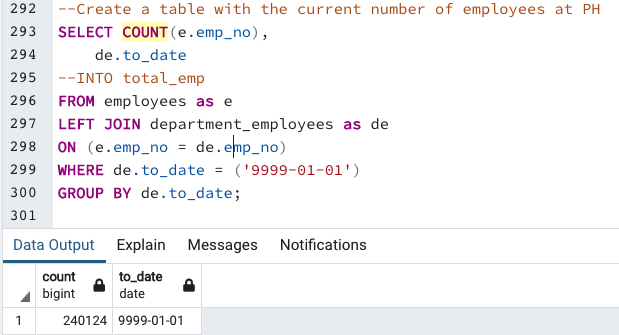 292 --Create a table with the current number of employees at PH
293 SELECT COUNT(e.emp_no),
294 de.to_date
295 --INTO total_emp
296 FROM employees as e
297 LEFT JOIN department_employees as de
298 ON (e.emp_no = de.emp_no)
299 WHERE de.to_date = ('9999-01-01')
300 GROUP BY de.to_date;
301
Data Output Explain Messages Notifications
count to_date
bigint date
1 240124 9999-01-01